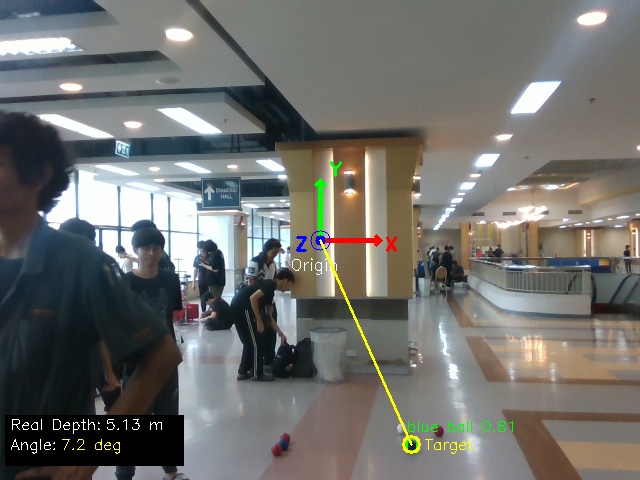 DIAMOND
HALL
Y
Z
X
Origin
blue ball 0.81
Target
Real Depth: 5.13 m
Angle: 7.2 deg